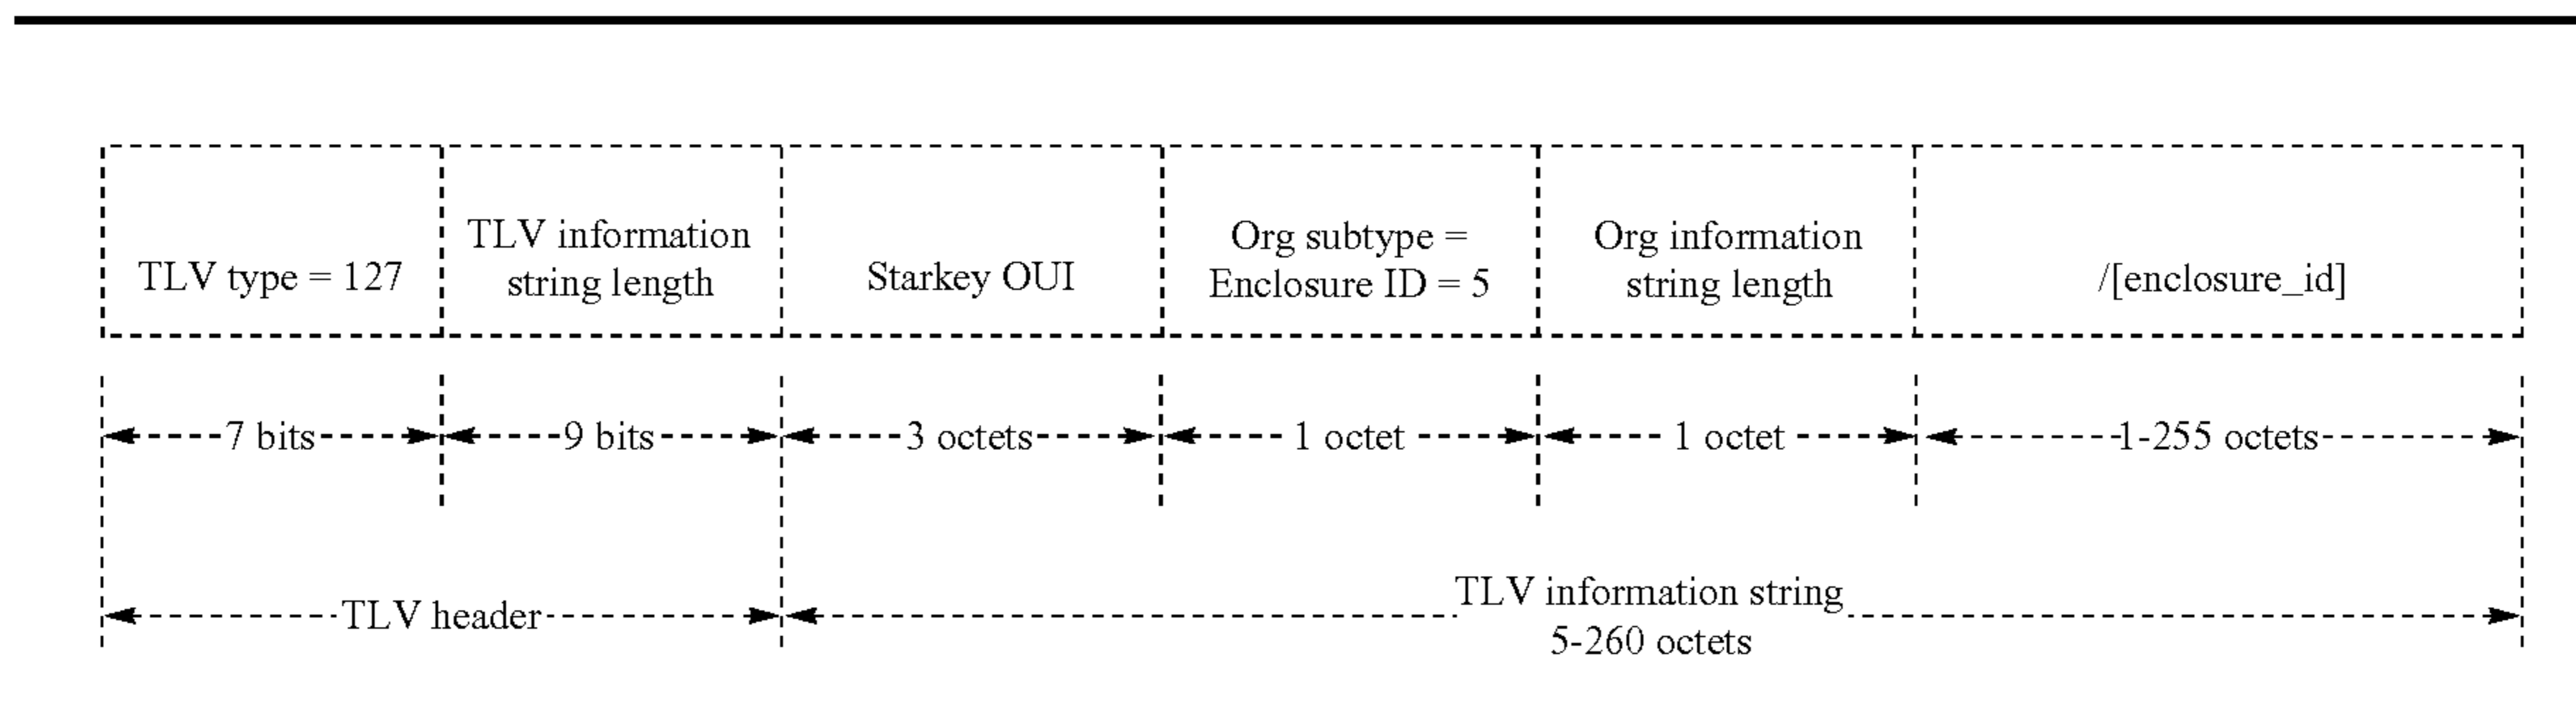 TLV type = 127
TLV information
string length
Starkey OUI
Org subtype =
Enclosure ID = 5
Org information
string length
/[enclosure_id]
7 bits
9 bits
3 octets
1 octet
1 octet
1-255 octets
TLV header
TLV information string
5-260 octets